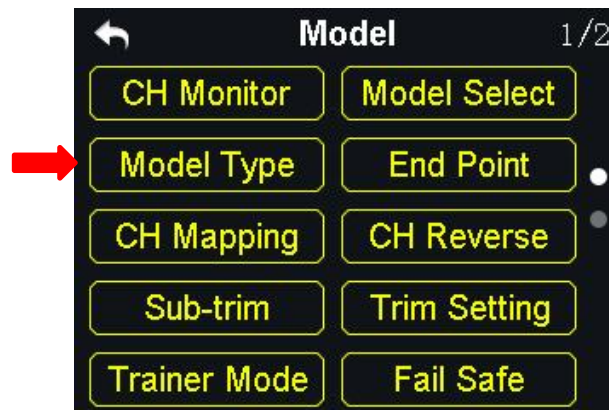 Model 1/2
CH Monitor Model Select
Model Type End Point
CH Mapping CH Reverse
Sub-trim Trim Setting
Trainer Mode Fail Safe